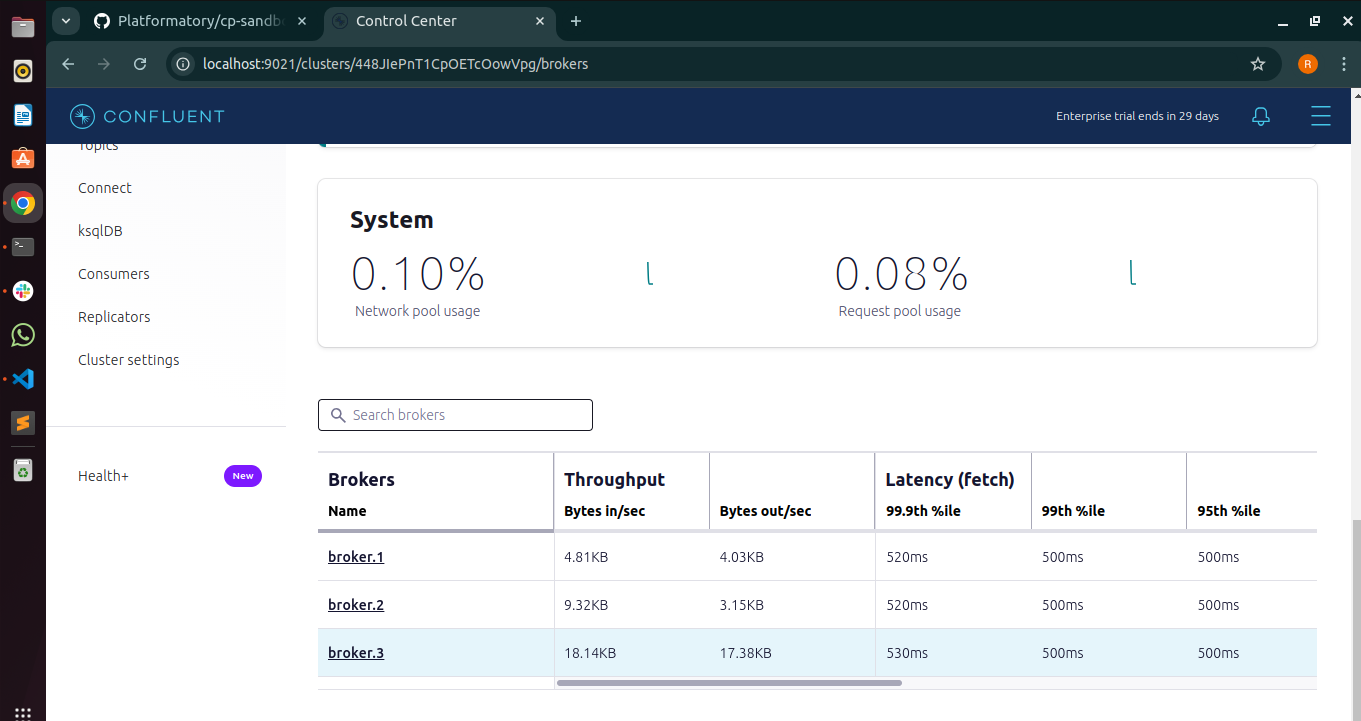 Platformatory/cp-sandb
Control Center
localhost:9021/clusters/448JIePnT1CpOETcOowVpg/brokers
R
CONFLUENT
Enterprise trial ends in 29 days
Topics
Connect
ksqlDB
Consumers
Replicators
Cluster settings
Health+ New
System
0.10% 0.08%
Network pool usage Request pool usage
Search brokers
Brokers Throughput Latency (fetch)
Name Bytes in/sec Bytes out/sec 99.9th %ile 99th %ile 95th %ile
broker.1 4.81KB 4.03KB 520ms 500ms 500ms
broker.2 9.32KB 3.15KB 520ms 500ms 500ms
broker.3 18.14KB 17.38KB 530ms 500ms 500ms